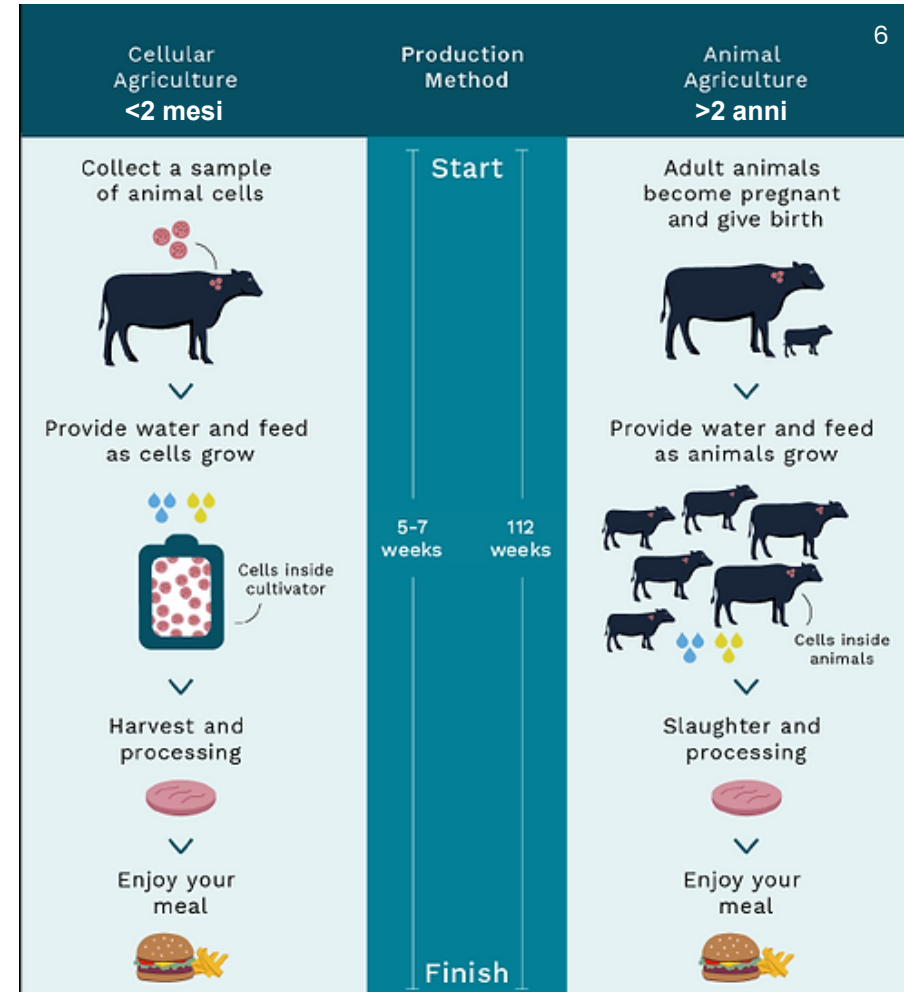 6
Cellular
Agriculture
<2 mesi
Production
Method
Animal
Agriculture
>2 anni
Collect a sample
of animal cells
Start
Adult animals
become pregnant
and give birth
Provide water and feed
as cells grow
Provide water and feed
as animals grow
5-7
weeks
112
weeks
Cells inside
cultivator
Cells inside
animals
Harvest and
processing
Slaughter and
processing
Enjoy your
meal
Enjoy your
meal
Finish